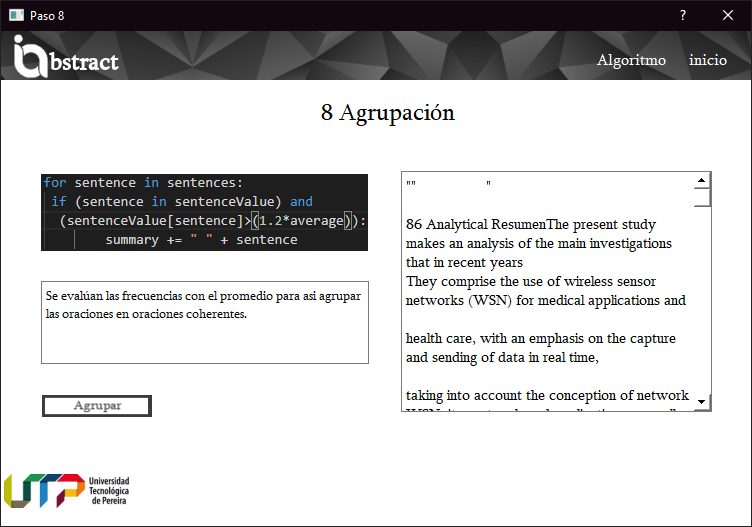 Paso 8
?
iabstract
Algoritmo
inicio
8 Agrupación
for sentence in sentences:
if (sentence in sentenceValue) and
(sentenceValue[sentence]>(1.2*average)):
summary += " " + sentence
Se evalúan las frecuencias con el promedio para asi agrupar
las oraciones en oraciones coherentes.
Agrupar
"" "
86 Analytical ResumenThe present study
makes an analysis of the main investigations
that in recent years
They comprise the use of wireless sensor
networks (WSN) for medical applications and
health care, with an emphasis on the capture
and sending of data in real time,
taking into account the conception of network
UTP
Universidad
Tecnológica
de Pereira